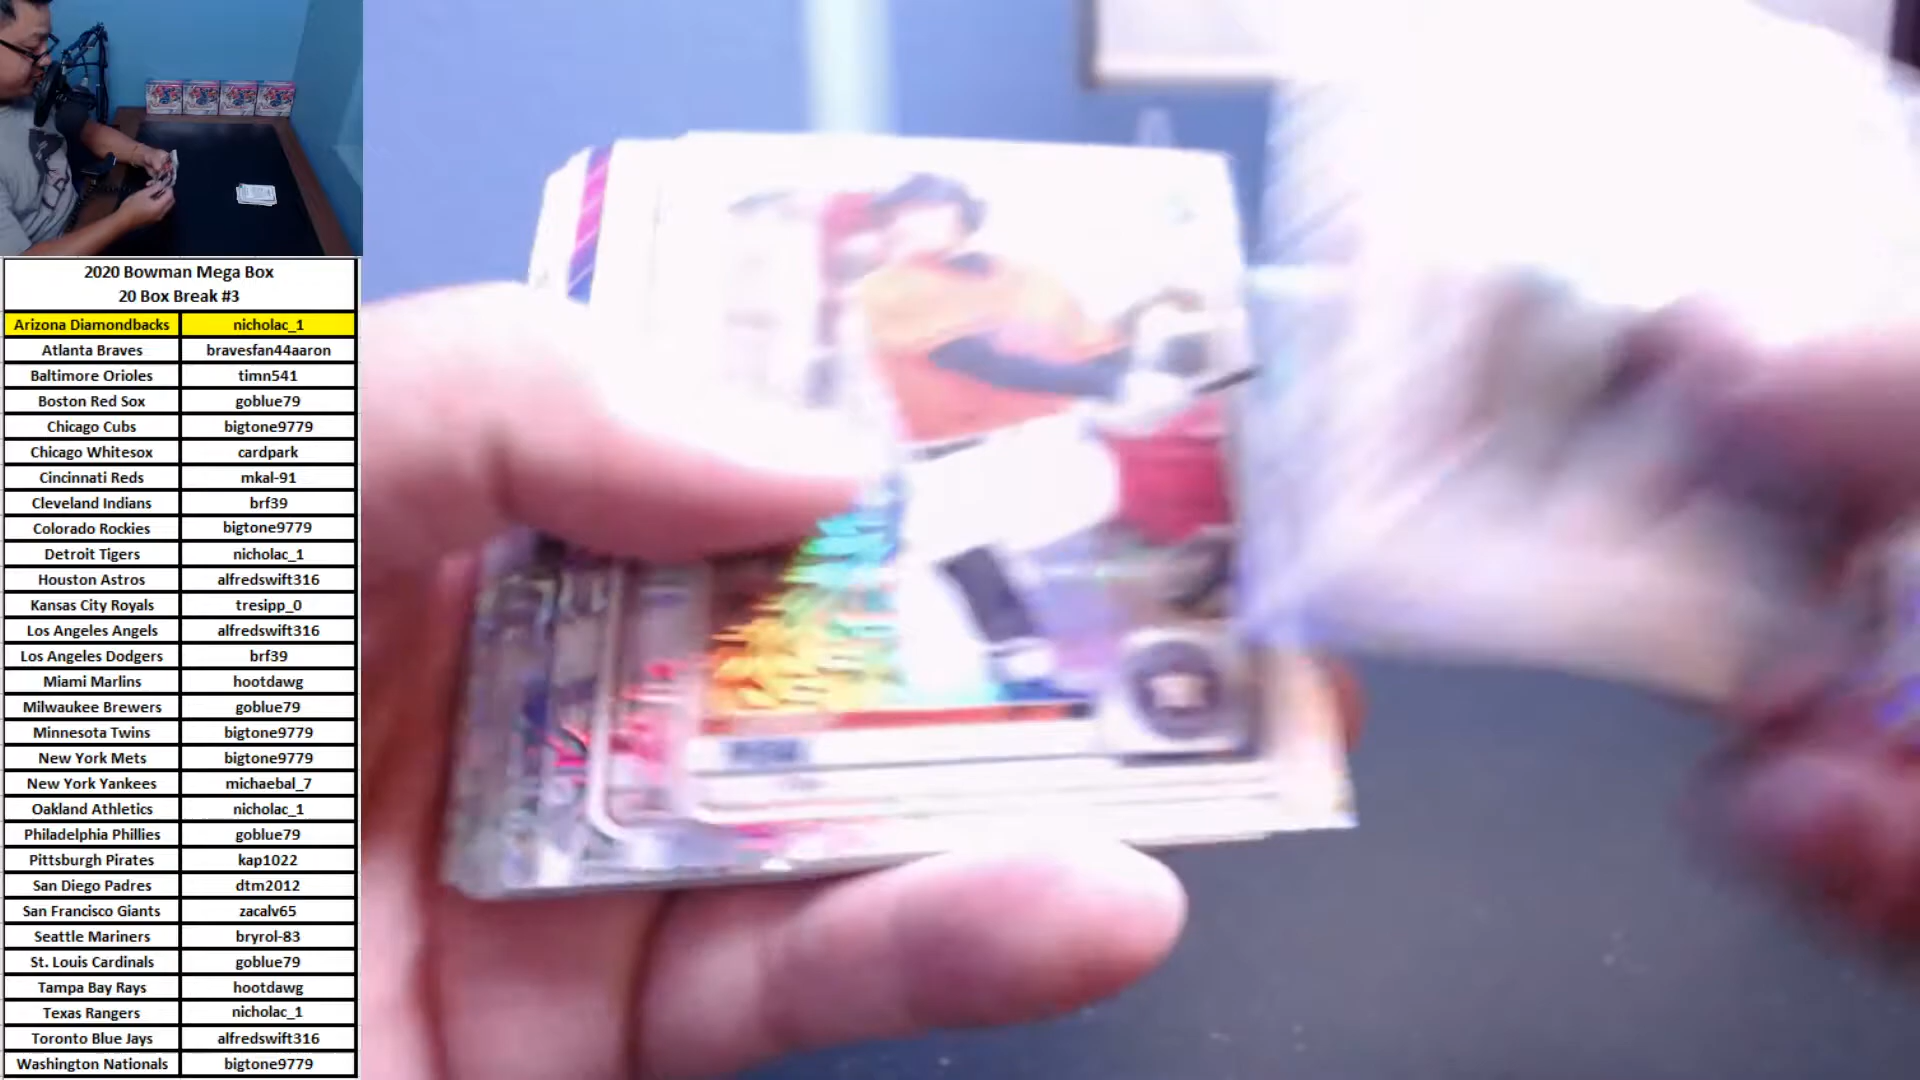 2020 Bowman Mega Box
20 Box Break #3
Arizona Diamondbacks nicholac_1
Atlanta Braves bravesfan44aaron
Baltimore Orioles timn541
Boston Red Sox goblue79
Chicago Cubs bigtone9779
Chicago Whitesox cardpark
Cincinnati Reds mkal-91
Cleveland Indians brf39
Colorado Rockies bigtone9779
Detroit Tigers nicholac_1
Houston Astros alfredswift316
Kansas City Royals tresipp_0
Los Angeles Angels alfredswift316
Los Angeles Dodgers brf39
Miami Marlins hootdawg
Milwaukee Brewers goblue79
Minnesota Twins bigtone9779
New York Mets bigtone9779
New York Yankees michaebal_7
Oakland Athletics nicholac_1
Philadelphia Phillies goblue79
Pittsburgh Pirates kap1022
San Diego Padres dtm2012
San Francisco Giants zacalv65
Seattle Mariners bryrol-83
St. Louis Cardinals goblue79
Tampa Bay Rays hootdawg
Texas Rangers nicholac_1
Toronto Blue Jays alfredswift316
Washington Nationals bigtone9779